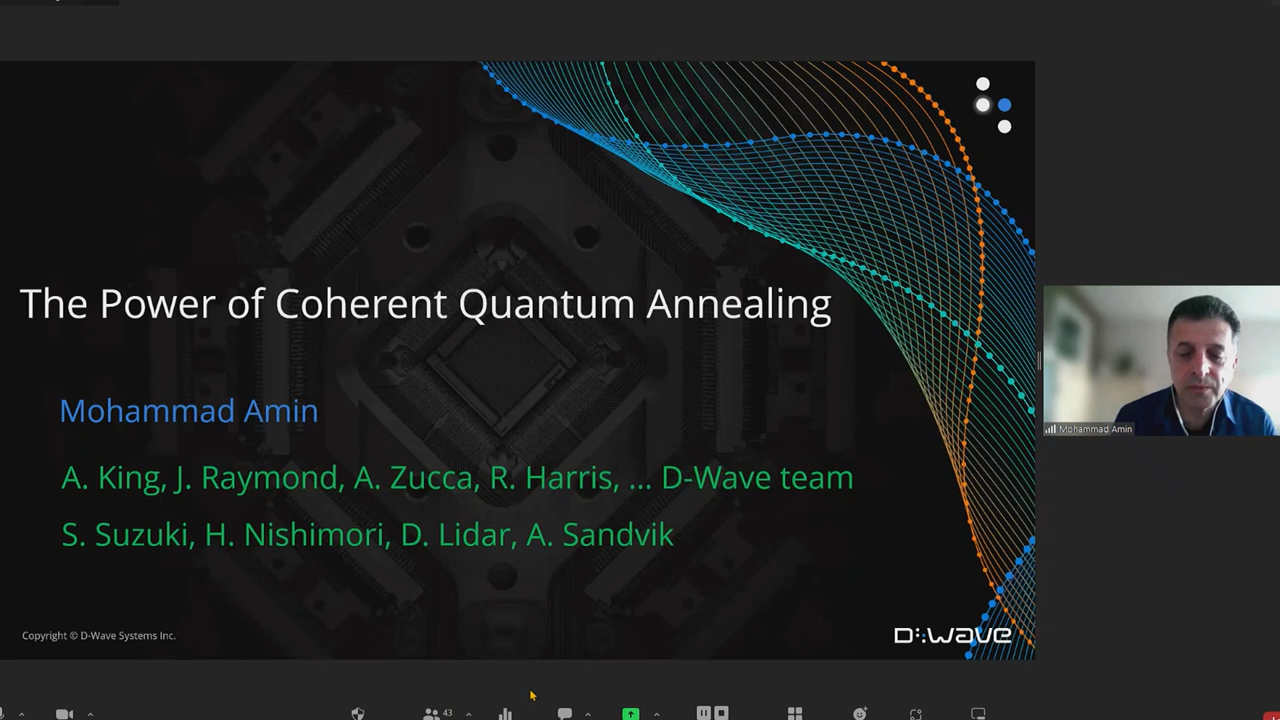 The Power of Coherent Quantum Annealing
Mohammad Amin
A. King, J. Raymond, A. Zucca, R. Harris, ... D-Wave team
S. Suzuki, H. Nishimori, D. Lidar, A. Sandvik
Copyright © D-Wave Systems Inc.
D:wave
Mohammad Amin
43